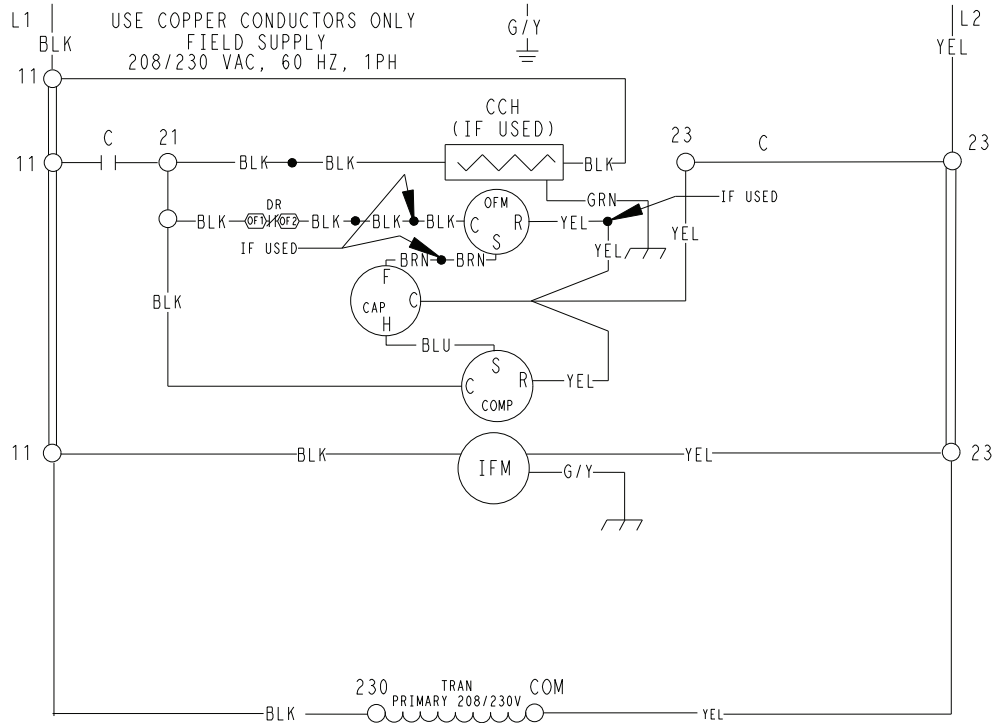 L1
USE COPPER CONDUCTORS ONLY
FIELD SUPPLY
208/230 VAC, 60 HZ, 1PH
G/Y
L2
BLK
YEL
11
CCH
(IF USED)
C
21
23
C
23
11
BLK
BLK
BLK
GRN
IF USED
DR
OFM
BLK
OF1
OF2
BLK
BLK
BLK
C
R
S
YEL
YEL
YEL
IF USED
BRN
BRN
F
C
CAP
H
BLK
BLU
S
C
R
COMP
YEL
11
BLK
IFM
YEL
23
G/Y
230
TRAN
COM
PRIMARY 208/230V
BLK
YEL